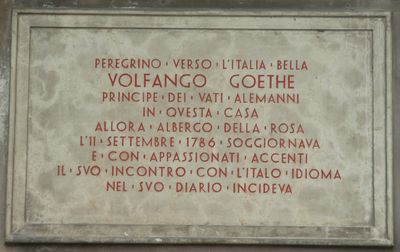 PEREGRINO · VERSO · L'ITALIA · BELLA
VOLFANGO GOETHE
PRINCIPE · DEI · VATI · ALEMANNI
IN · QVESTA · CASA
ALLORA · ALBERGO · DELLA · ROSA
L'11 · SETTEMBRE · 1786 · SOGGIORNAVA
E · CON · APPASSIONATI · ACCENTI
IL · SVO · INCONTRO · CON · L'ITALO · IDIOMA
NEL · SVO · DIARIO · INCIDEVA